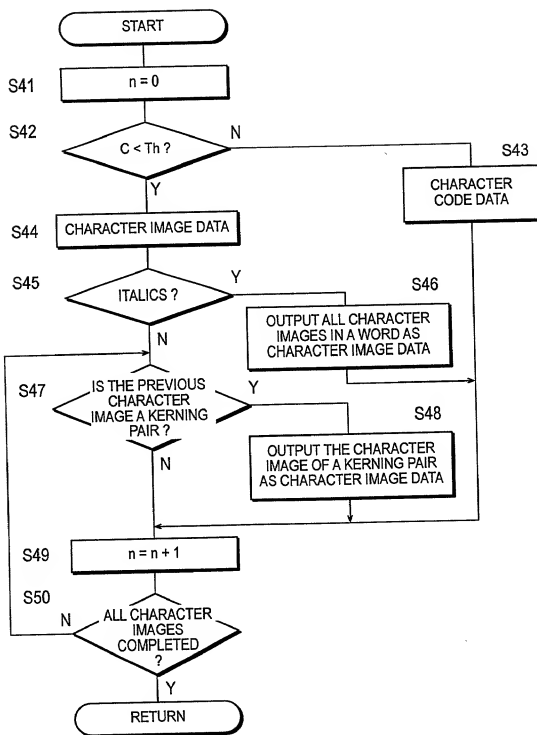 START
S41
n = 0
S42
C < Th ?
N
Y
S43
CHARACTER
CODE DATA
S44
CHARACTER IMAGE DATA
S45
ITALICS ?
Y
N
S46
OUTPUT ALL CHARACTER
IMAGES IN A WORD AS
CHARACTER IMAGE DATA
S47
IS THE PREVIOUS
CHARACTER
IMAGE A KERNING
PAIR ?
Y
N
S48
OUTPUT THE CHARACTER
IMAGE OF A KERNING PAIR
AS CHARACTER IMAGE DATA
S49
n = n + 1
S50
ALL CHARACTER
IMAGES
COMPLETED
?
N
Y
RETURN